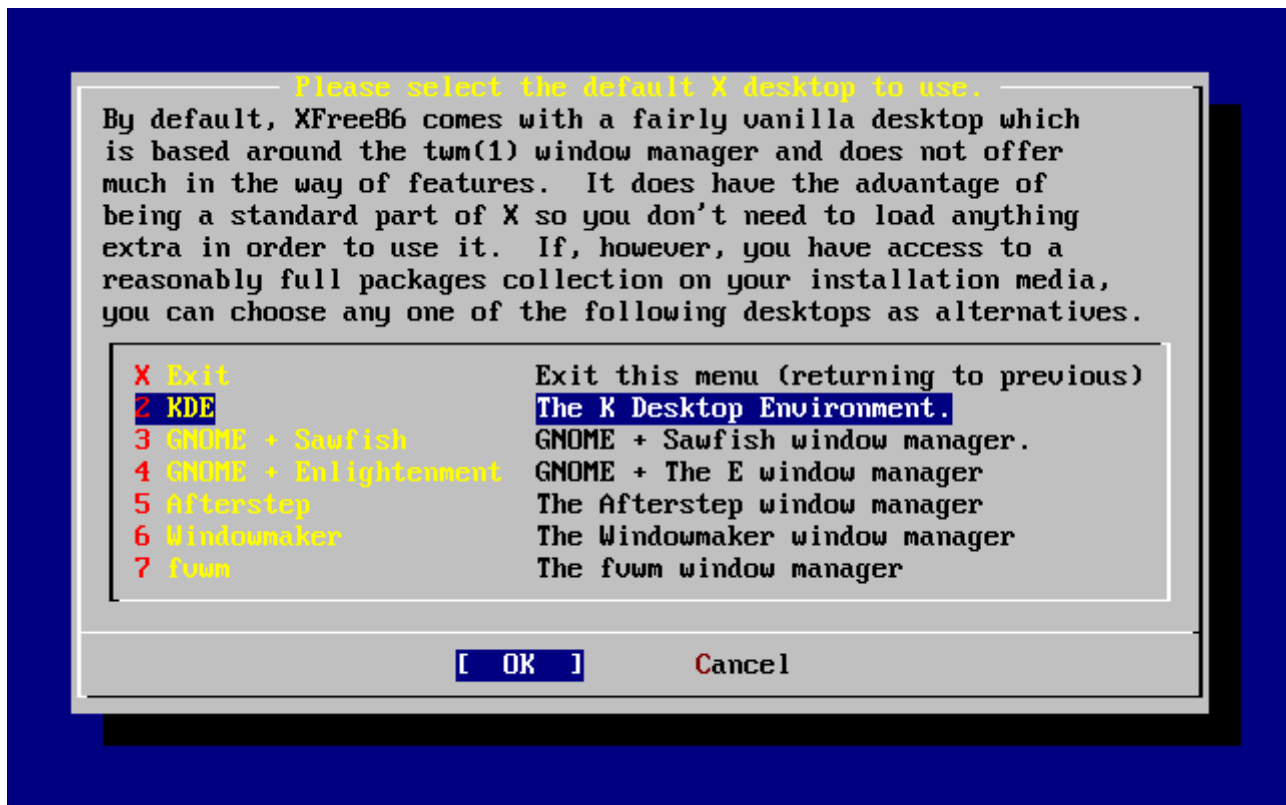 Please select the default X desktop to use.
By default, XFree86 comes with a fairly vanilla desktop which
is based around the twm(1) window manager and does not offer
much in the way of features.  It does have the advantage of
being a standard part of X so you don't need to load anything
extra in order to use it.  If, however, you have access to a
reasonably full packages collection on your installation media,
you can choose any one of the following desktops as alternatives.
X Exit Exit this menu (returning to previous)
2 KDE The K Desktop Environment.
3 GNOME + Sawfish GNOME + Sawfish window manager.
4 GNOME + Enlightenment GNOME + The E window manager
5 Afterstep The Afterstep window manager
6 Windowmaker The Windowmaker window manager
7 fvwm The fvwm window manager
[ OK ] Cancel